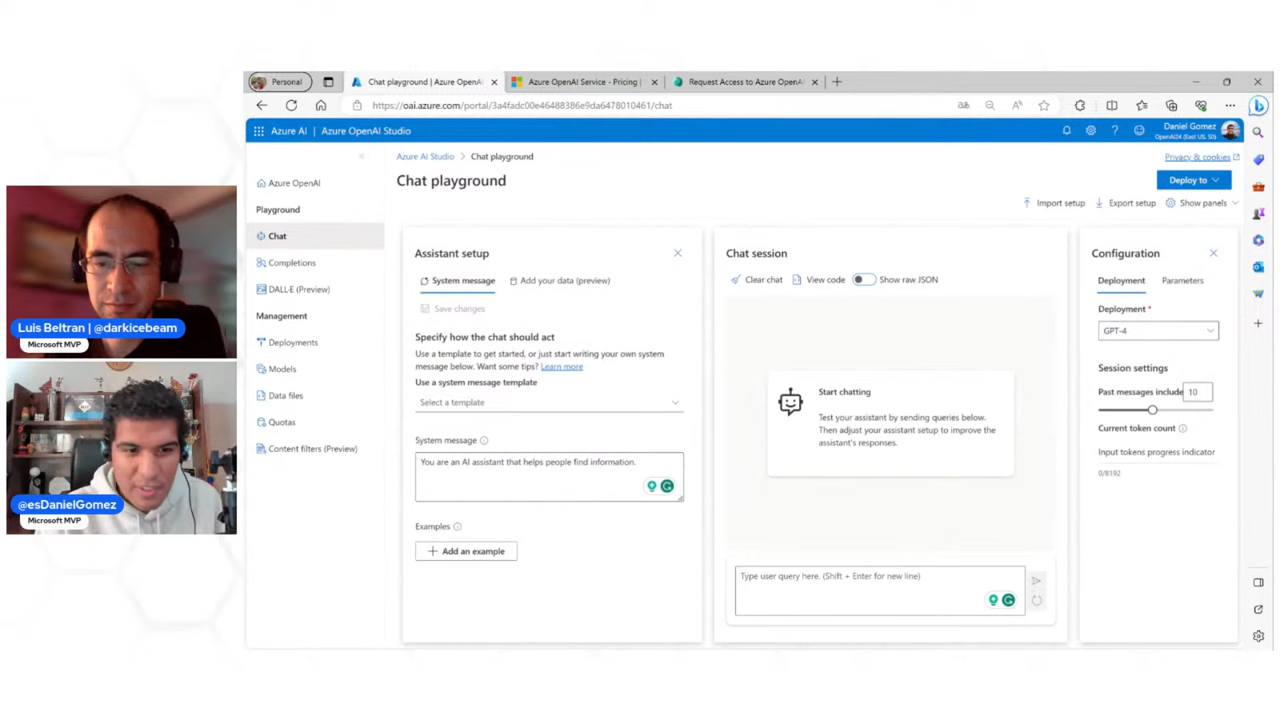 Personal
Chat playground | Azure OpenAI
Azure OpenAI Service - Pricing |
Request Access to Azure OpenAI
https://oai.azure.com/portal/3a4fadc00e46488386e9da6478010461/chat
Azure AI | Azure OpenAI Studio
Daniel Gomez
OpenAI24 (East US, S0)
Azure AI Studio > Chat playground
Privacy & cookies
Chat playground
Deploy to
Import setup
Export setup
Show panels
Azure OpenAI
Playground
Chat
Completions
DALL·E (Preview)
Management
Deployments
Models
Data files
Quotas
Content filters (Preview)
Assistant setup
System message
Add your data (preview)
Save changes
Specify how the chat should act
Use a template to get started, or just start writing your own system
message below. Want some tips? Learn more
Use a system message template
Select a template
System message
You are an AI assistant that helps people find information.
Examples
+ Add an example
Chat session
Clear chat
View code
Show raw JSON
Start chatting
Test your assistant by sending queries below.
Then adjust your assistant setup to improve the
assistant's responses.
Type user query here. (Shift + Enter for new line)
Configuration
Deployment
Parameters
Deployment *
GPT-4
Session settings
Past messages include
10
Current token count
Input tokens progress indicator
0/8192
Luis Beltran | @darkicebeam
Microsoft MVP
@esDanielGomez
Microsoft MVP